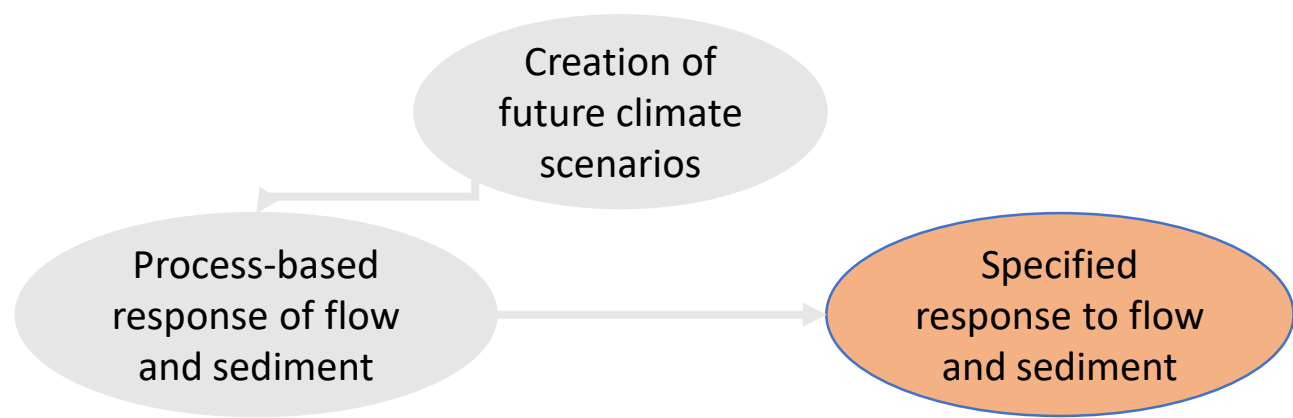 Creation of
future climate
scenarios
Process-based
response of flow
and sediment
Specified
response to flow
and sediment